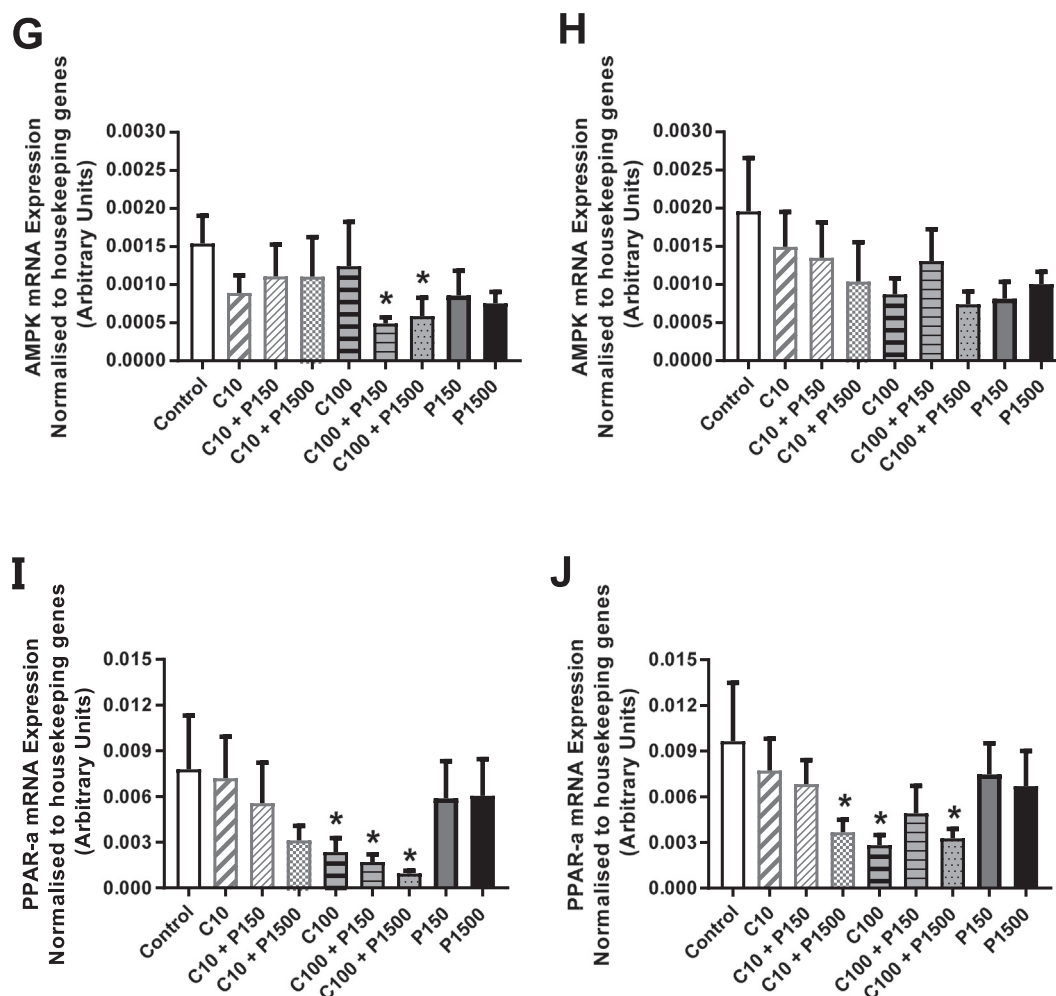 G
AMPK mRNA Expression
Normalised to housekeeping genes
(Arbitrary Units)
0.0030
0.0025
0.0020
0.0015
0.0010
0.0005
0.0000
* *
Control
C10
C10 + P150
C10 + P1500
C100
C100 + P150
C100 + P1500
P150
P1500
H
AMPK mRNA Expression
Normalised to housekeeping genes
(Arbitrary Units)
0.0030
0.0025
0.0020
0.0015
0.0010
0.0005
0.0000
Control
C10
C10 + P150
C10 + P1500
C100
C100 + P150
C100 + P1500
P150
P1500
I
PPAR-a mRNA Expression
Normalised to housekeeping genes
(Arbitrary Units)
0.015
0.012
0.009
0.006
0.003
0.000
* * *
Control
C10
C10 + P150
C10 + P1500
C100
C100 + P150
C100 + P1500
P150
P1500
J
PPAR-a mRNA Expression
Normalised to housekeeping genes
(Arbitrary Units)
0.015
0.012
0.009
0.006
0.003
0.000
* * *
Control
C10
C10 + P150
C10 + P1500
C100
C100 + P150
C100 + P1500
P150
P1500